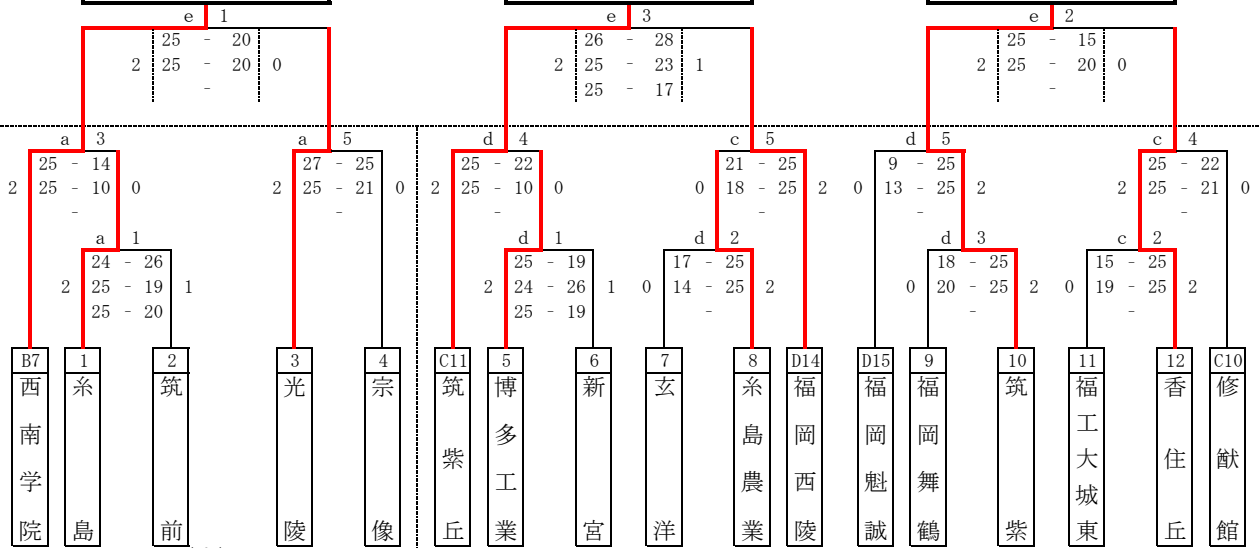 e 1 e 3 e 2
25 - 20 26 - 28 25 - 15
2 25 - 20 0 2 25 - 23 1 2 25 - 20 0
- 25 - 17 -
a 3 a 5 d 4 c 5 d 5 c 4
25 - 14 27 - 25 25 - 22 21 - 25 9 - 25 25 - 22
2 25 - 10 0 2 25 - 21 0 2 25 - 10 0 0 18 - 25 2 0 13 - 25 2 2 25 - 21 0
- - - - - -
a 1 d 1 d 2 d 3 c 2
24 - 26 25 - 19 17 - 25 18 - 25 15 - 25
2 25 - 19 1 2 24 - 26 1 0 14 - 25 2 0 20 - 25 2 0 19 - 25 2
25 - 20 25 - 19 - - -
B7 1 2 3 4 C11 5 6 7 8 D14 D15 9 10 11 12 C10
西南学院
糸島
筑前
光陵
宗像
筑紫丘
博多工業
新宮
玄洋
糸島農業
福岡西陵
福岡魁誠
福岡舞鶴
筑紫
福工大城東
香住丘
修猷館